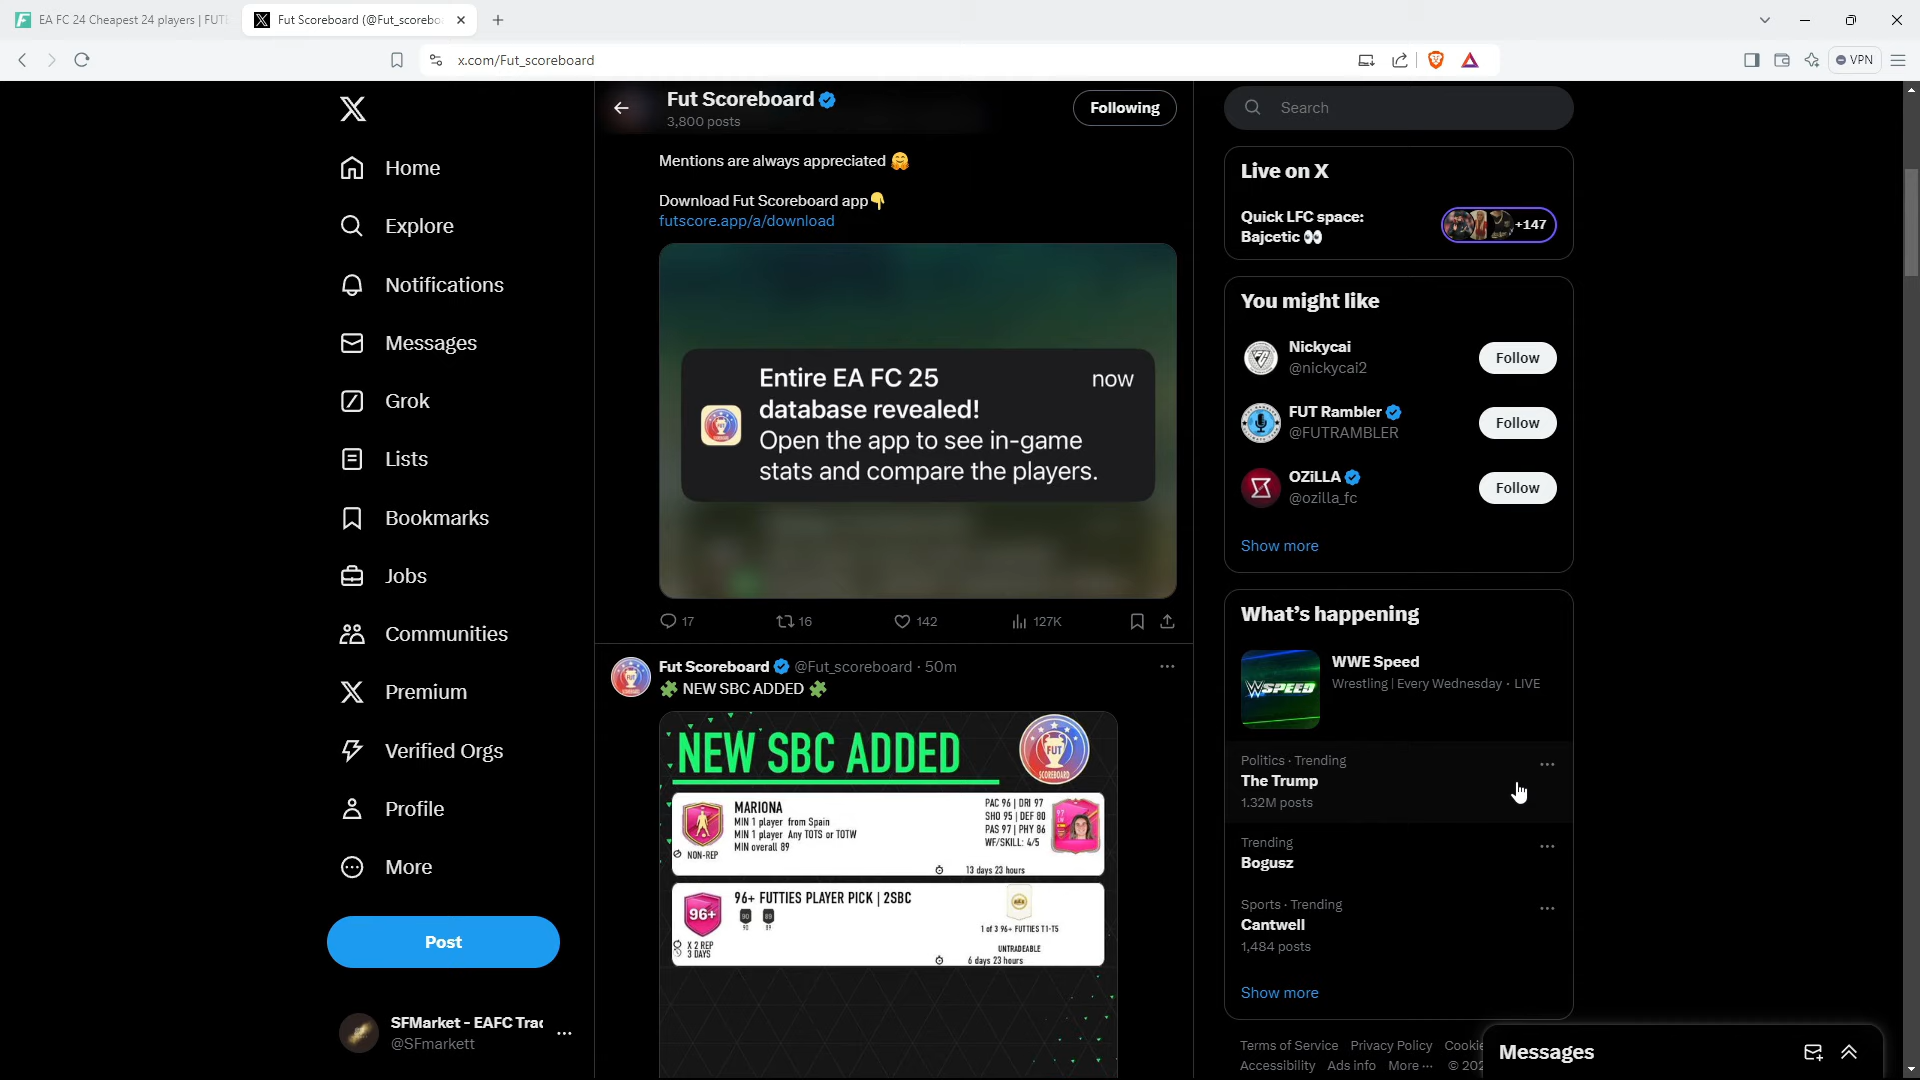 EA FC 24 Cheapest 24 players | FUT
Fut Scoreboard (@Fut_scorebo
x.com/Fut_scoreboard
VPN
Home
Explore
Notifications
Messages
Grok
Lists
Bookmarks
Jobs
Communities
Premium
Verified Orgs
Profile
More
Post
SFMarket - EAFC Trac
@SFmarkett
Fut Scoreboard
3,800 posts
Following
Mentions are always appreciated 🤗
Download Fut Scoreboard app👇
futscore.app/a/download
Entire EA FC 25
now
database revealed!
Open the app to see in-game
stats and compare the players.
17
16
142
127K
Fut Scoreboard @Fut_scoreboard · 50m
🧩 NEW SBC ADDED 🧩
NEW SBC ADDED
FUT
SCOREBOARD
MARIONA
MIN 1 player from Spain
MIN 1 player Any TOTS or TOTW
MIN overall 89
NON-REP
PAC 96 | DRI 97
SHO 95 | DEF 80
PAS 97 | PHY 86
WF/SKILL: 4/5
13 days 23 hours
96+
96+ FUTTIES PLAYER PICK | 2SBC
90
89
X 2 REP
3 DAYS
1 of 3 96+ FUTTIES T1-T5
UNTRADEABLE
6 days 23 hours
Search
Live on X
Quick LFC space:
Bajcetic 👀
+147
You might like
Nickycai
@nickycai2
Follow
FUT Rambler
@FUTRAMBLER
Follow
OZiLLA
@ozilla_fc
Follow
Show more
What's happening
WWE Speed
Wrestling | Every Wednesday · LIVE
WSPEED
Politics · Trending
The Trump
1.32M posts
Trending
Bogusz
Sports · Trending
Cantwell
1,484 posts
Show more
Terms of Service Privacy Policy Cookie
Accessibility Ads info More ··· © 202
Messages